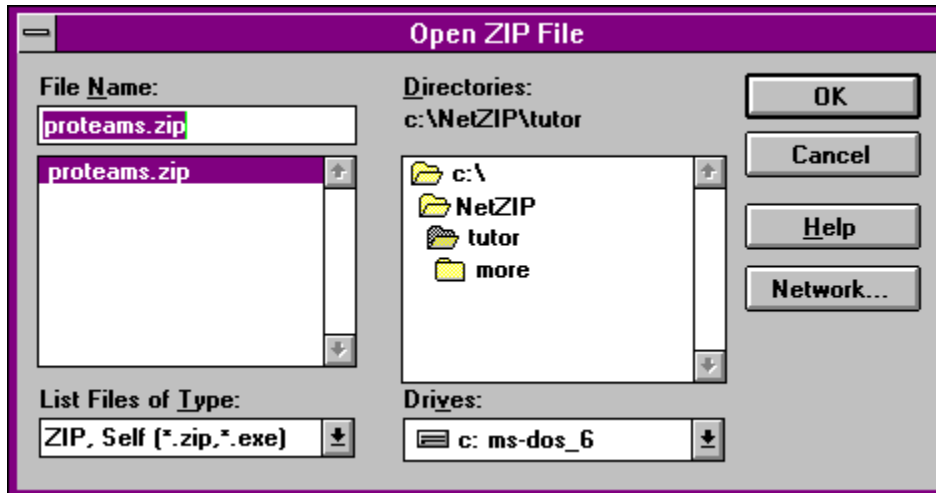 Open ZIP File
File Name:
proteams.zip
proteams.zip
List Files of Type:
ZIP, Self (*.zip,*.exe)
Directories:
c:\NetZIP\tutor
c:\
NetZIP
tutor
more
Drives:
c: ms-dos_6
OK
Cancel
Help
Network...